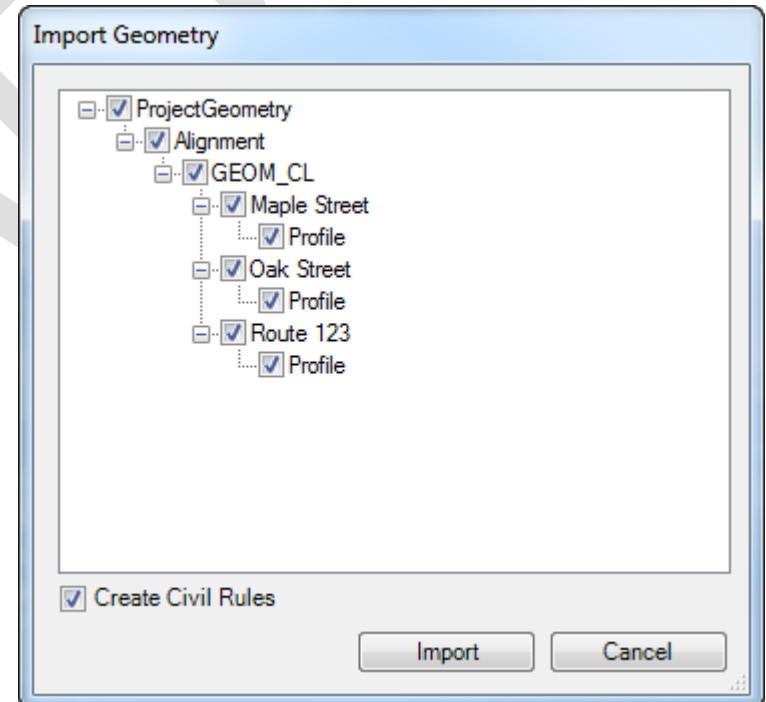 Import Geometry
ProjectGeometry
Alignment
GEOM_CL
Maple Street
Profile
Oak Street
Profile
Route 123
Profile
Create Civil Rules
Import Cancel